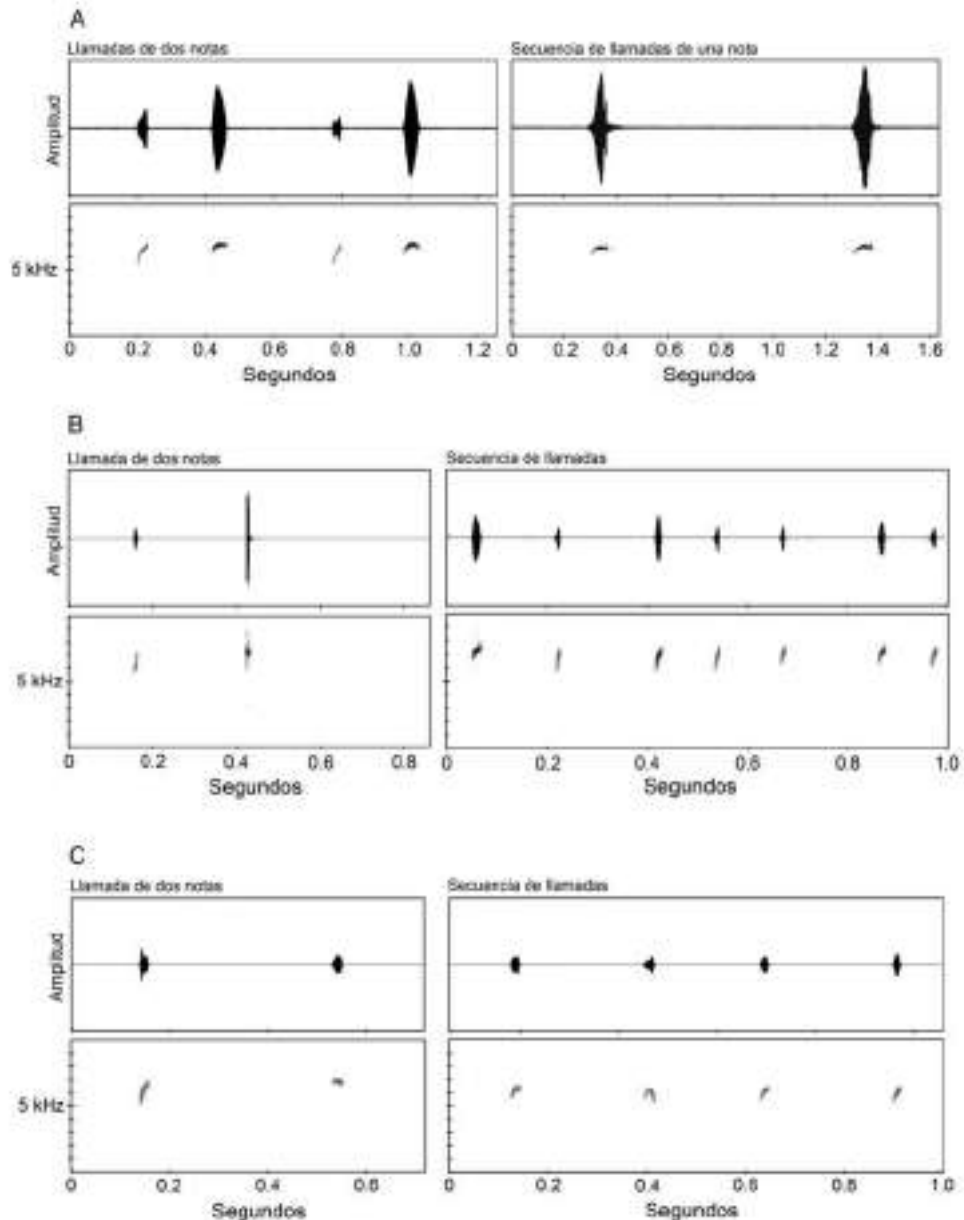 A
Llamadas de dos notas
Secuencia de llamadas de una nota
Amplitud
5 kHz
0 0.2 0.4 0.6 0.8 1.0 1.2
0 0.2 0.4 0.6 0.8 1.0 1.2 1.4 1.6
Segundos
Segundos
B
Llamada de dos notas
Secuencia de llamadas
Amplitud
5 kHz
0 0.2 0.4 0.6 0.8
0 0.2 0.4 0.6 0.8 1.0
Segundos
Segundos
C
Llamada de dos notas
Secuencia de llamadas
Amplitud
5 kHz
0 0.2 0.4 0.6
0 0.2 0.4 0.6 0.8 1.0
Segundos
Segundos